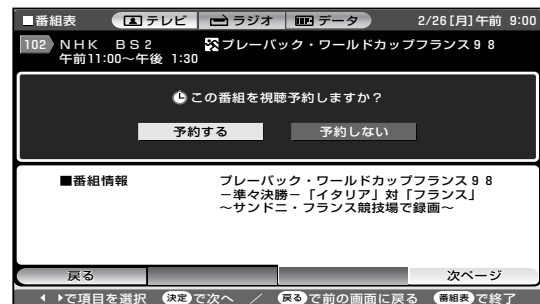 ■番組表 テレビ ラジオ データ 2/26[月]午前 9:00
102 NHK BS2 プレーバック・ワールドカップフランス98
午前11:00～午後 1:30
この番組を視聴予約しますか?
予約する 予約しない
■番組情報 プレーバック・ワールドカップフランス98
－準々決勝－「イタリア」対「フランス」
～サンドニ・フランス競技場で録画～
戻る 次ページ
で項目を選択 決定で次へ ／ 戻るで前の画面に戻る 番組表で終了